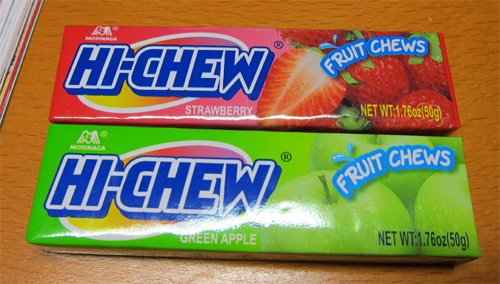 MORINAGA
HI-CHEW®
STRAWBERRY
FRUIT CHEWS
NET WT:1.76oz(50g)
MORINAGA
HI-CHEW®
GREEN APPLE
FRUIT CHEWS
NET WT:1.76oz(50g)